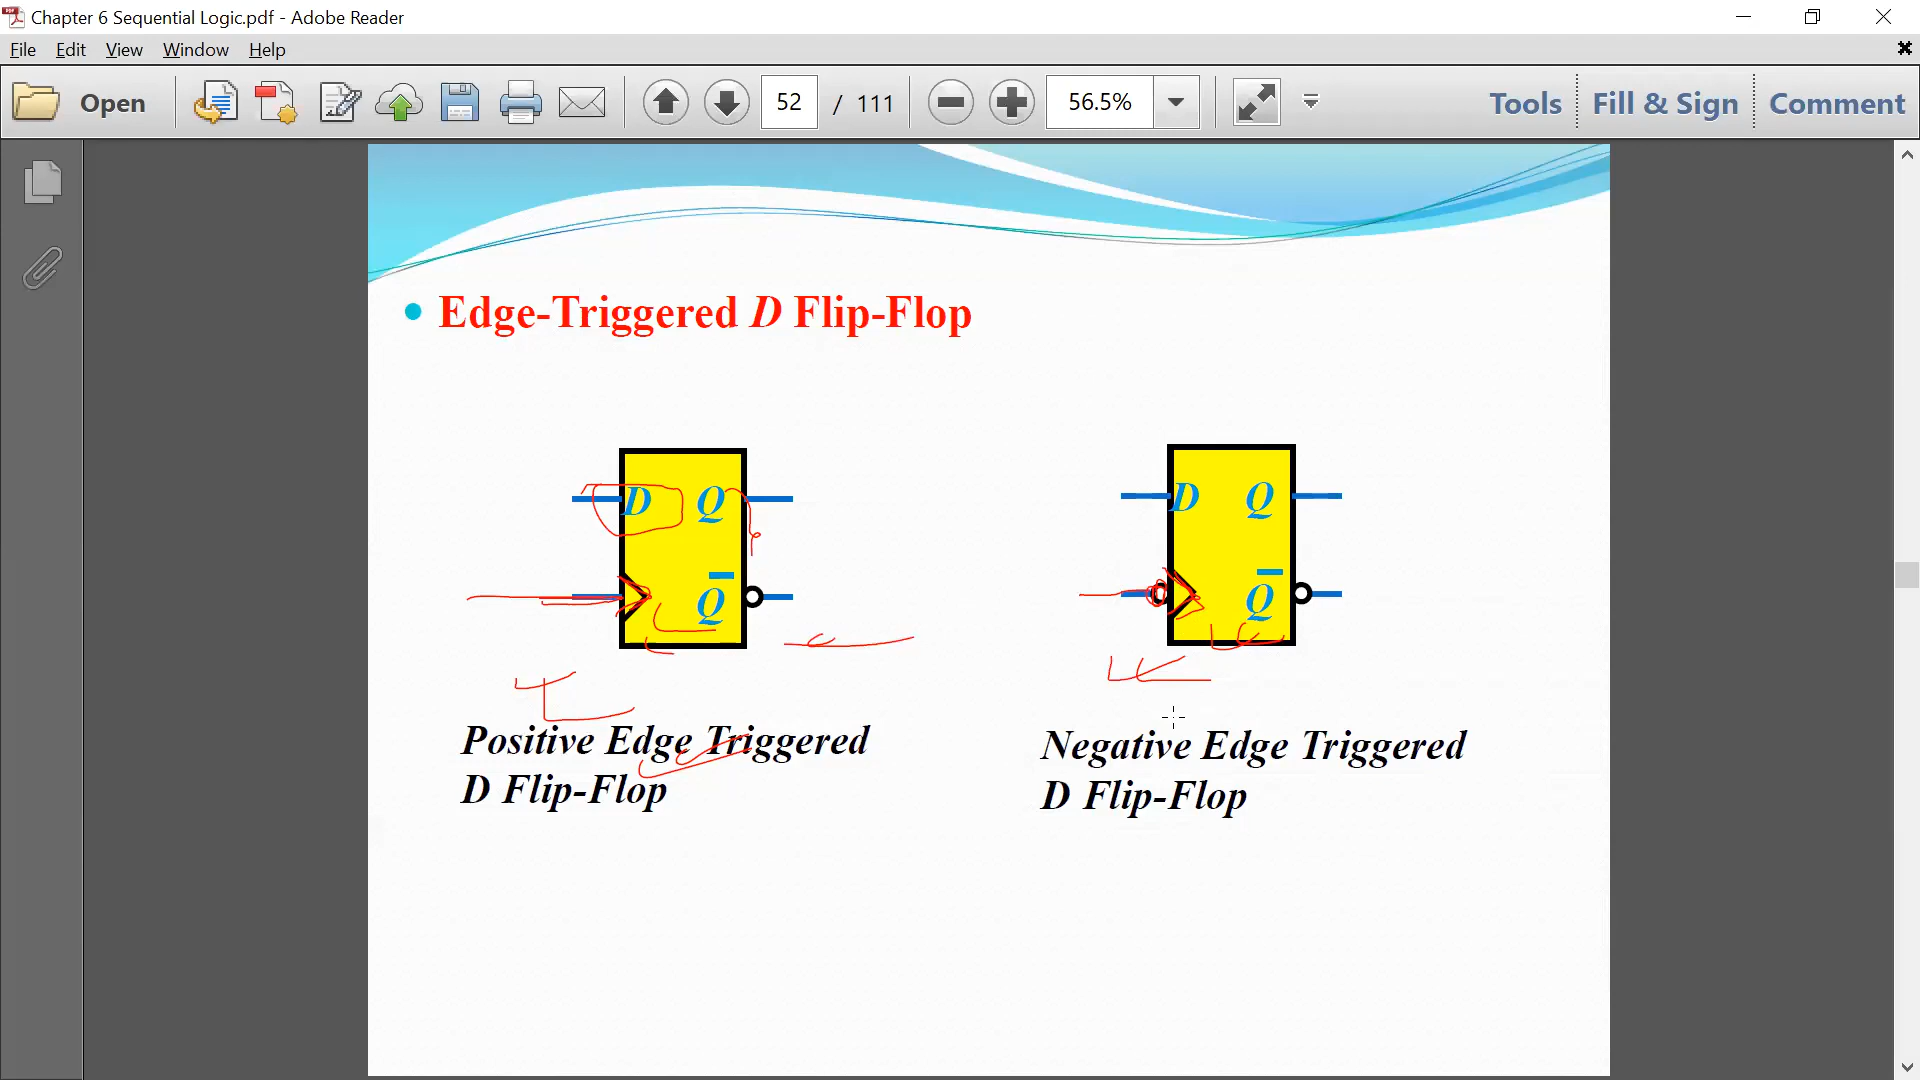 Chapter 6 Sequential Logic.pdf - Adobe Reader
File Edit View Window Help
Open 52 / 111 56.5% Tools Fill & Sign Comment
• Edge-Triggered D Flip-Flop
D Q
Q̅
D Q
Q̅
Positive Edge Triggered
D Flip-Flop
Negative Edge Triggered
D Flip-Flop